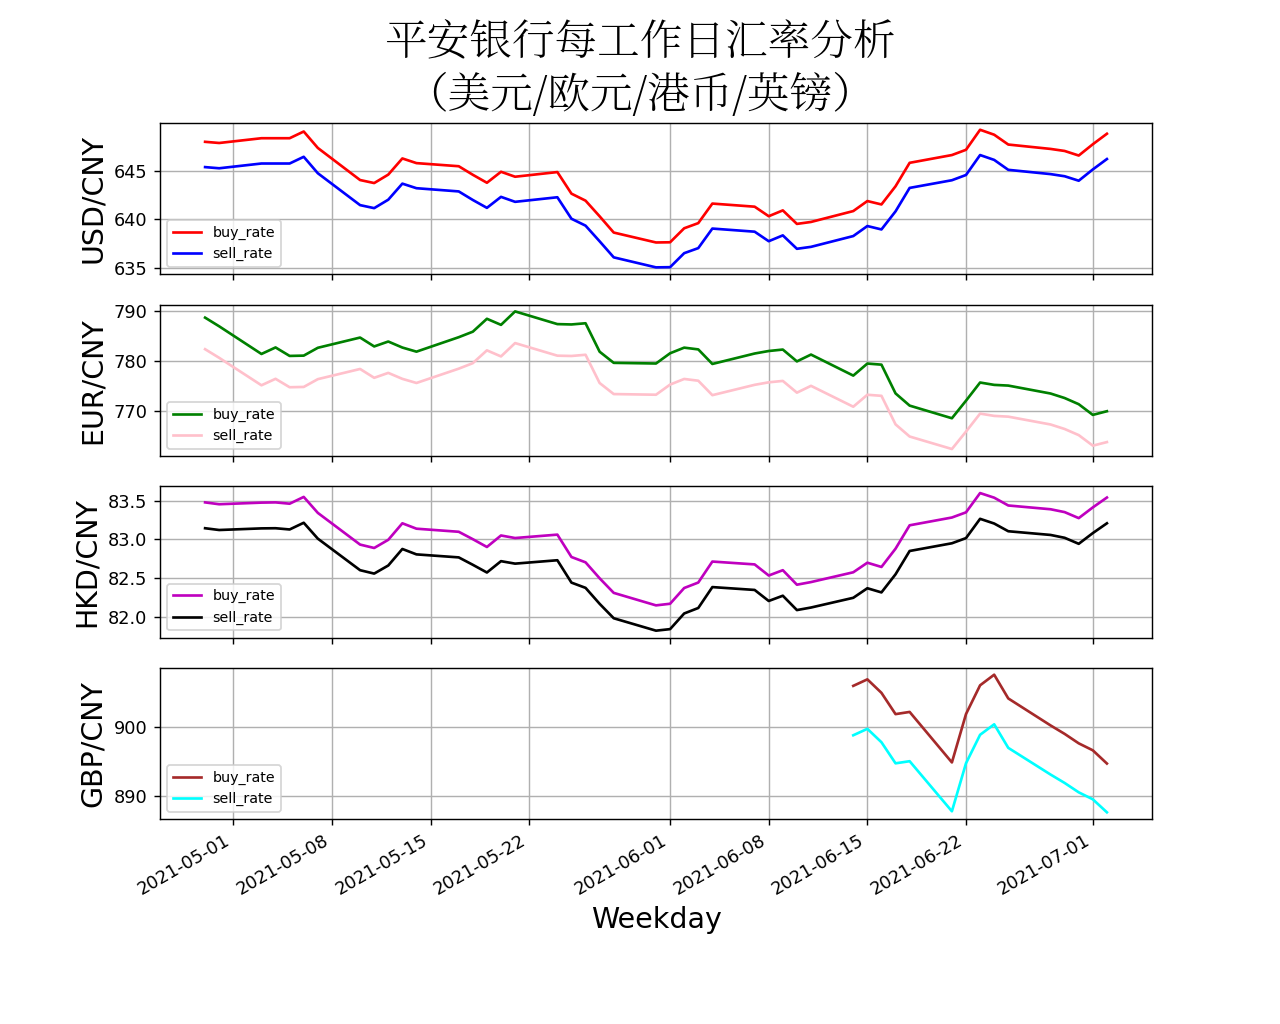 平安银行每工作日汇率分析
（美元/欧元/港币/英镑）
USD/CNY
645
640
635
buy_rate
sell_rate
EUR/CNY
790
780
770
buy_rate
sell_rate
HKD/CNY
83.5
83.0
82.5
82.0
buy_rate
sell_rate
GBP/CNY
900
890
buy_rate
sell_rate
2021-05-01
2021-05-08
2021-05-15
2021-05-22
2021-06-01
2021-06-08
2021-06-15
2021-06-22
2021-07-01
Weekday